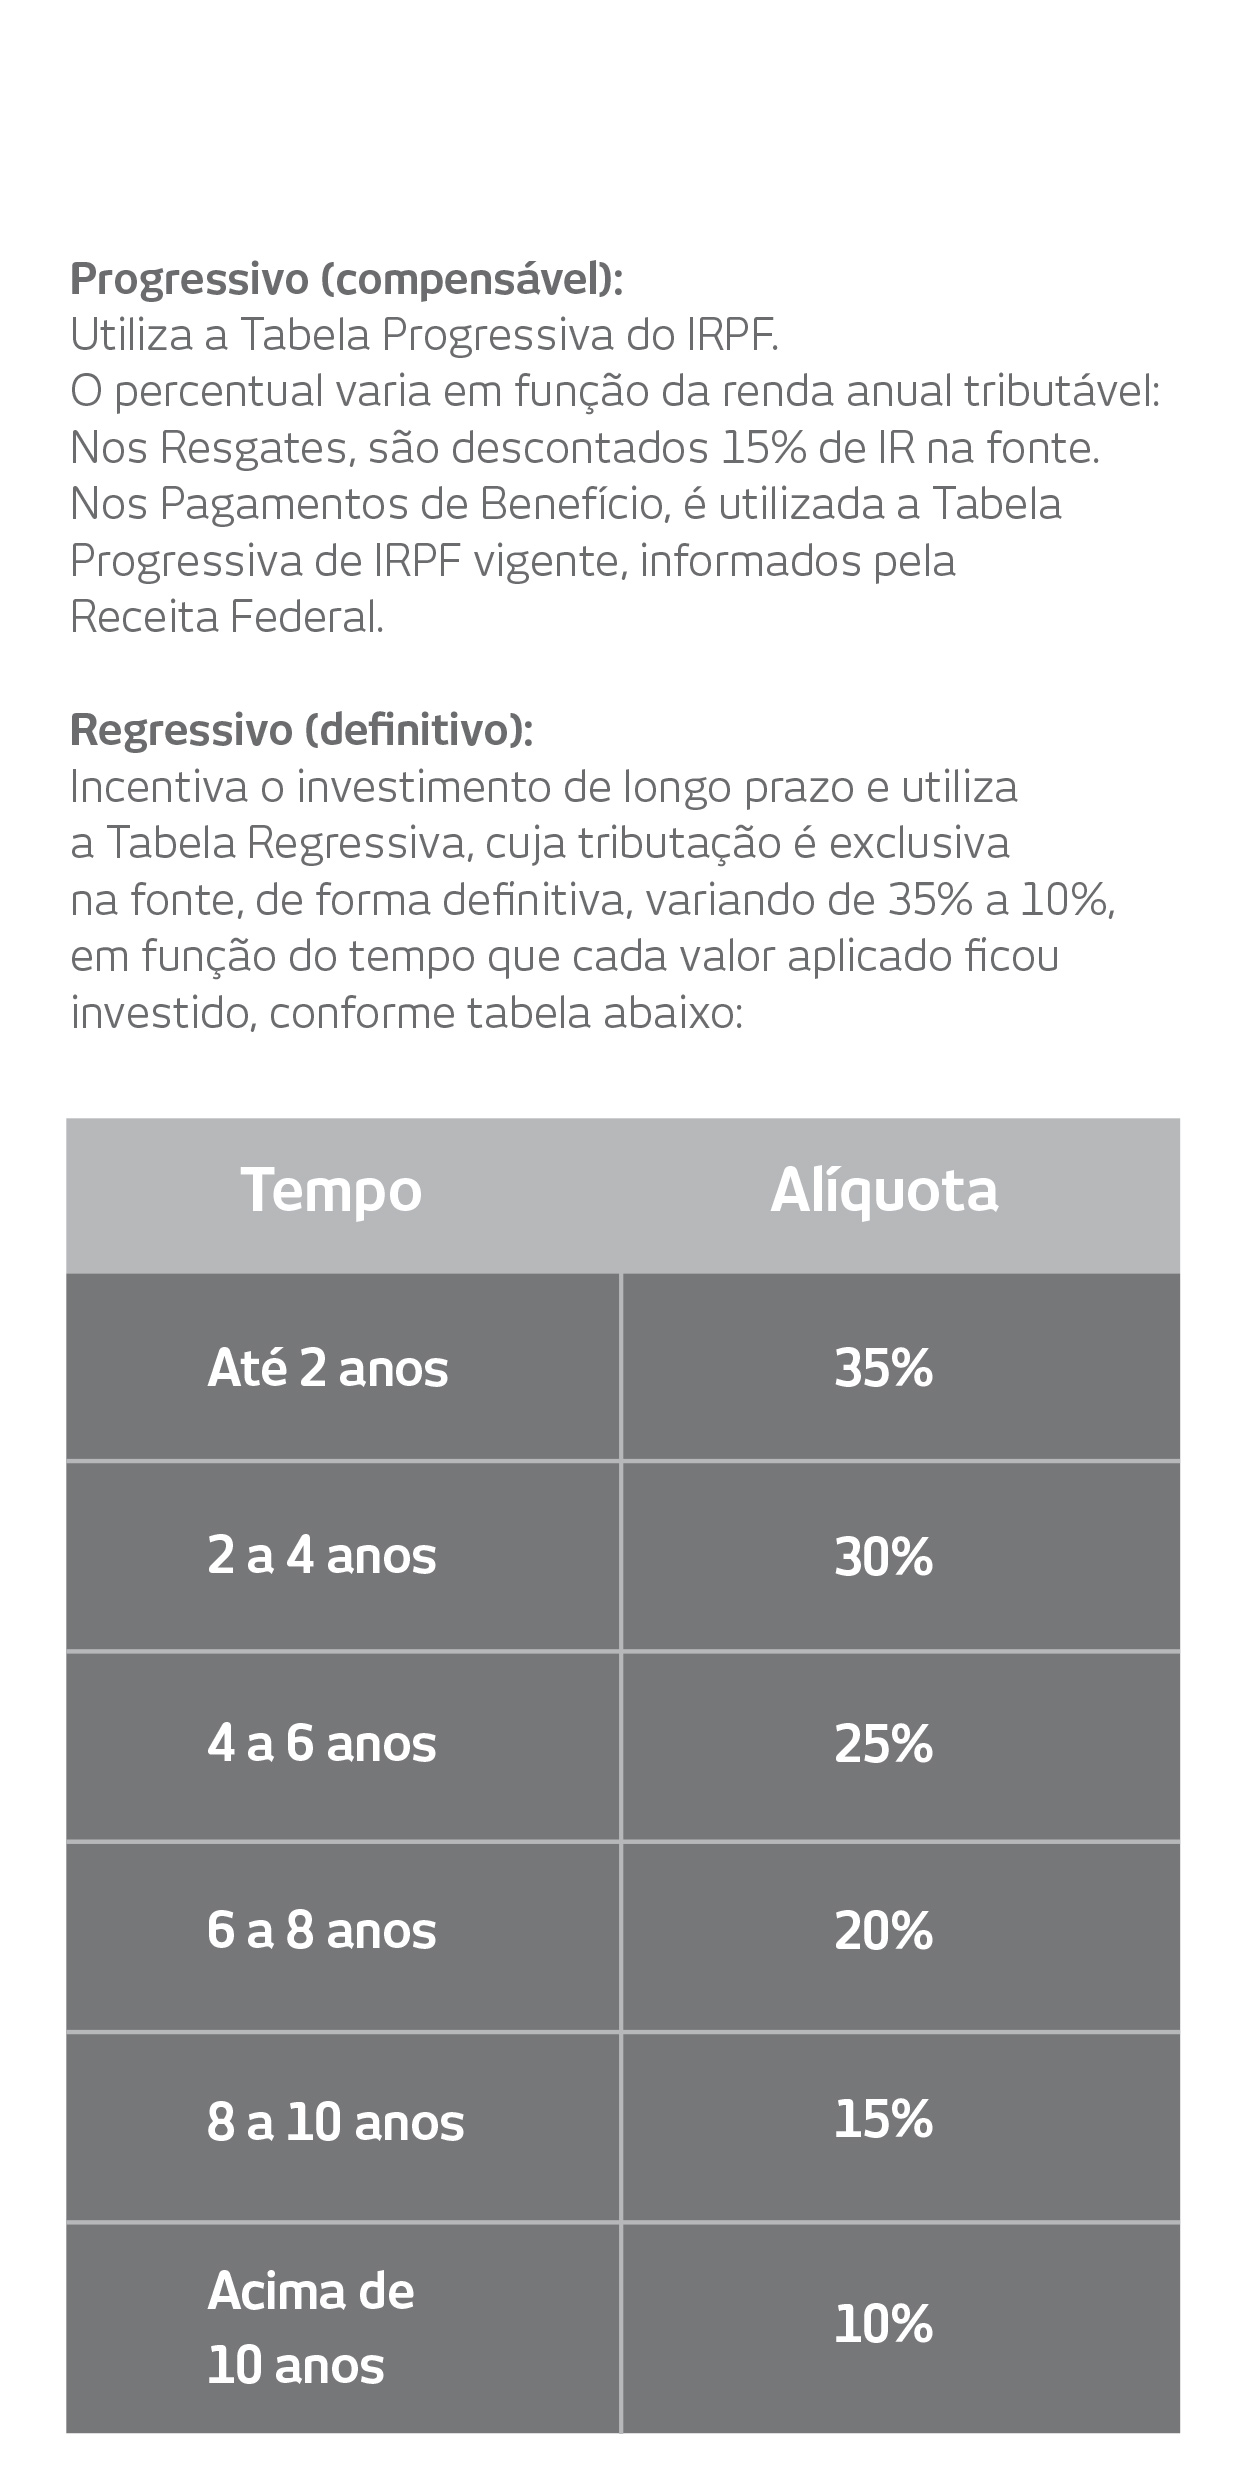 Progressivo (compensável):
Utiliza a Tabela Progressiva do IRPF.
O percentual varia em função da renda anual tributável:
Nos Resgates, são descontados 15% de IR na fonte.
Nos Pagamentos de Benefício, é utilizada a Tabela
Progressiva de IRPF vigente, informados pela
Receita Federal.
Regressivo (definitivo):
Incentiva o investimento de longo prazo e utiliza
a Tabela Regressiva, cuja tributação é exclusiva
na fonte, de forma definitiva, variando de 35% a 10%,
em função do tempo que cada valor aplicado ficou
investido, conforme tabela abaixo:
Tempo Alíquota
Até 2 anos 35%
2 a 4 anos 30%
4 a 6 anos 25%
6 a 8 anos 20%
8 a 10 anos 15%
Acima de
10 anos 10%